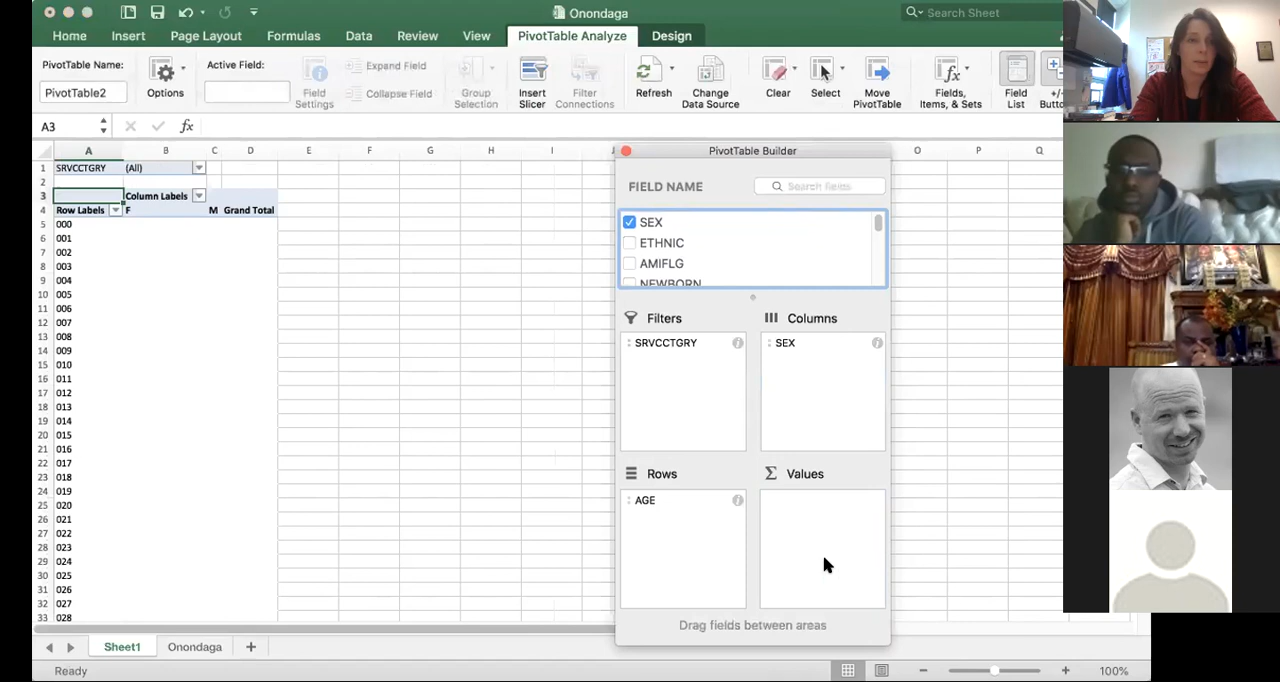 Onondaga
Search Sheet
Home Insert Page Layout Formulas Data Review View PivotTable Analyze Design
PivotTable Name:
PivotTable2
Options
Active Field:
Field Settings
Expand Field
Collapse Field
Group Selection
Insert Slicer
Filter Connections
Refresh
Change Data Source
Clear
Select
Move PivotTable
Fields, Items, & Sets
Field List
+/-
A3 fx
A B C D E F G H I O P Q
1 SRVCCTGRY (All)
2
3 Column Labels
4 Row Labels F M Grand Total
5 000
6 001
7 002
8 003
9 004
10 005
11 006
12 007
13 008
14 009
15 010
16 011
17 012
18 013
19 014
20 015
21 016
22 017
23 018
24 019
25 020
26 021
27 022
28 023
29 024
30 025
31 026
32 027
33 028
PivotTable Builder
FIELD NAME Search fields
SEX
ETHNIC
AMIFLG
NEWBORN
Filters Columns
SRVCCTGRY SEX
Rows Values
AGE
Drag fields between areas
Sheet1 Onondaga +
Ready 100%